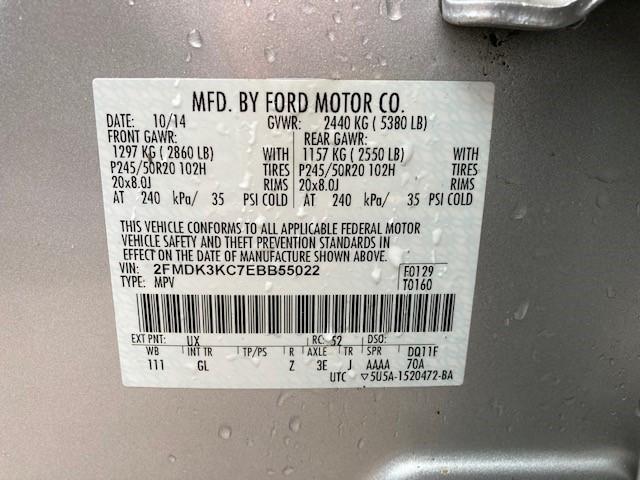 MFD. BY FORD MOTOR CO.
DATE: 10/14 GVWR: 2440 KG ( 5380 LB)
FRONT GAWR: REAR GAWR:
1297 KG ( 2860 LB) WITH 1157 KG ( 2550 LB) WITH
P245/50R20 102H TIRES P245/50R20 102H TIRES
20x8.0J RIMS 20x8.0J RIMS
AT 240 kPa/ 35 PSI COLD AT 240 kPa/ 35 PSI COLD
THIS VEHICLE CONFORMS TO ALL APPLICABLE FEDERAL MOTOR
VEHICLE SAFETY AND THEFT PREVENTION STANDARDS IN
EFFECT ON THE DATE OF MANUFACTURE SHOWN ABOVE.
VIN: 2FMDK3KC7EBB55022 F0129
TYPE: MPV T0160
EXT PNT: UX RC: 52 DSO:
WB INT TR TP/PS R AXLE TR SPR DQ11F
111 GL Z 3E J AAAA 70A
UTC ▽5U5A-1520472-BA